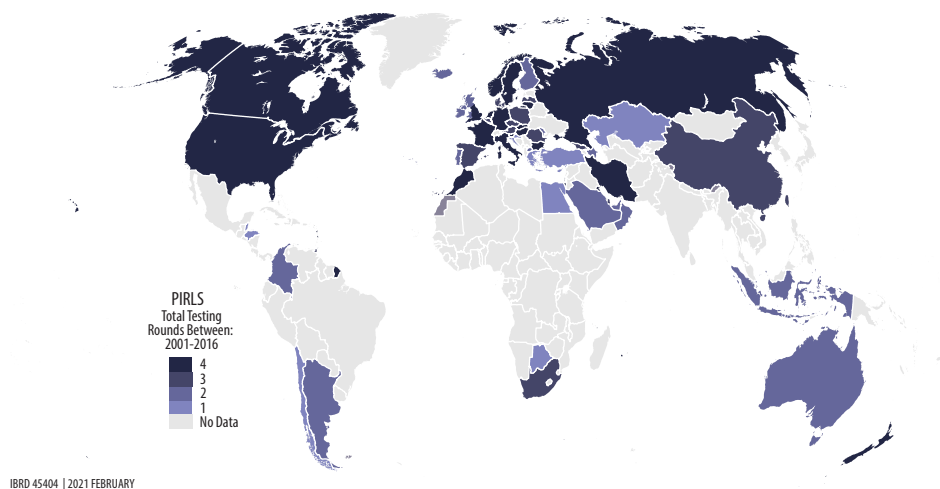 PIRLS
Total Testing
Rounds Between:
2001-2016
4
3
2
1
No Data
IBRD 45404 | 2021 FEBRUARY